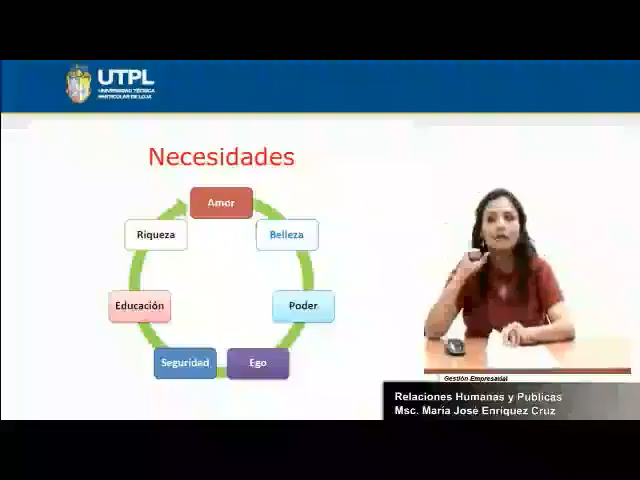 UTPL
UNIVERSIDAD TÉCNICA
PARTICULAR DE LOJA
Necesidades
Amor
Riqueza
Belleza
Educación
Poder
Seguridad
Ego
Gestión Empresarial
Relaciones Humanas y Publicas
Msc. María José Enríquez Cruz